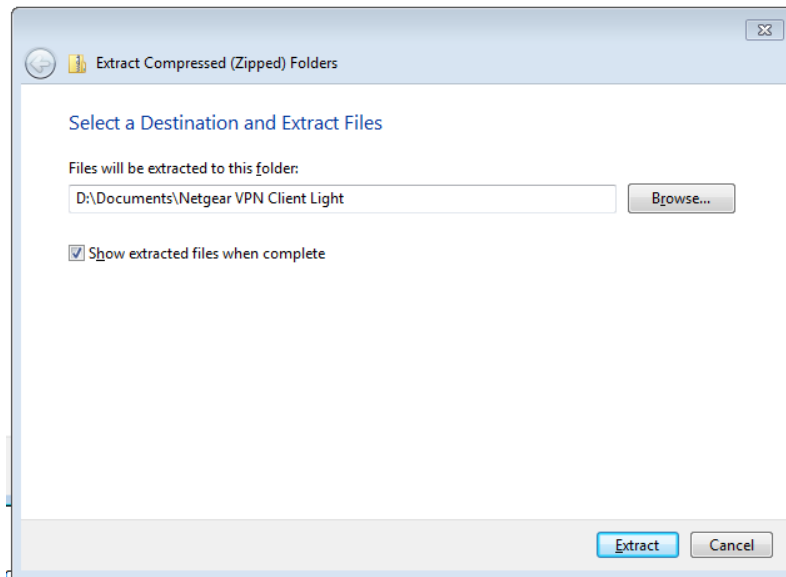 Extract Compressed (Zipped) Folders
Select a Destination and Extract Files
Files will be extracted to this folder:
D:\Documents\Netgear VPN Client Light
Browse...
Show extracted files when complete
Extract
Cancel